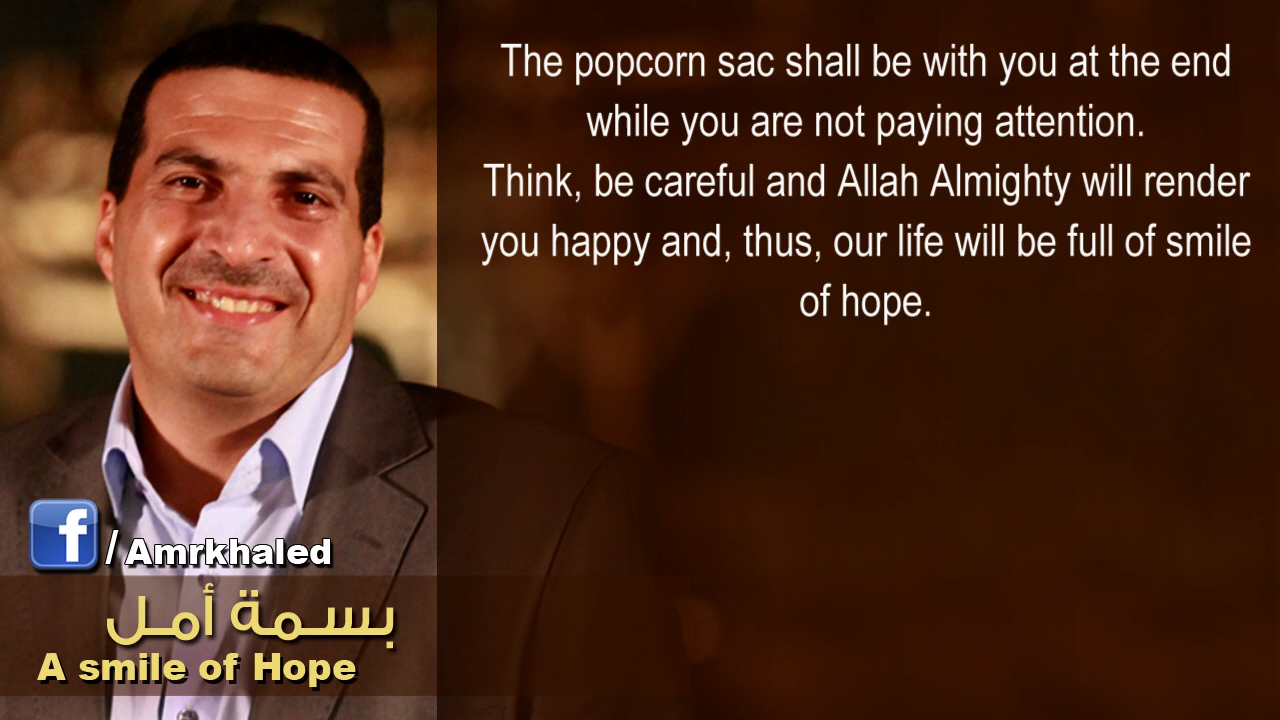 The popcorn sac shall be with you at the end
while you are not paying attention.
Think, be careful and Allah Almighty will render
you happy and, thus, our life will be full of smile
of hope.
f / Amrkhaled
بسمة أمل
A smile of Hope